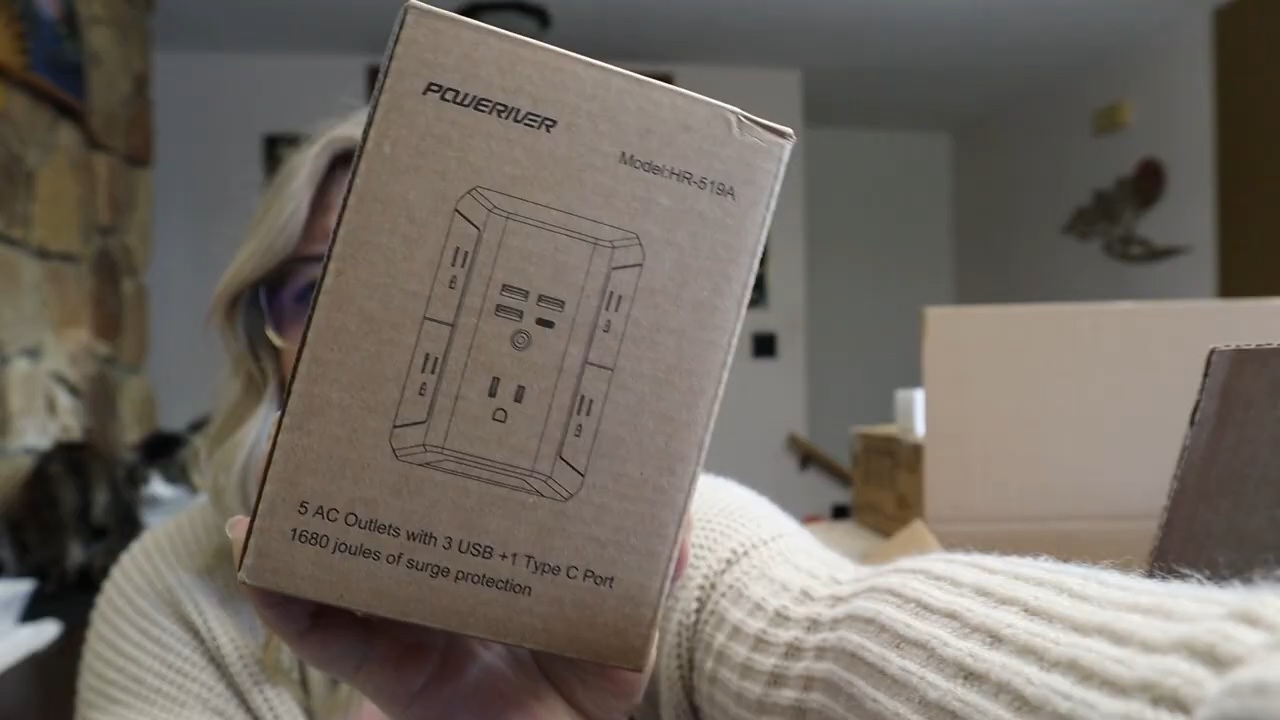 POWERIVER
Model:HR-519A
5 AC Outlets with 3 USB +1 Type C Port
1680 joules of surge protection